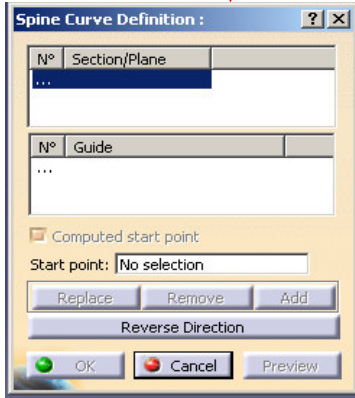 Spine Curve Definition : ? ×
N° Section/Plane
...
N° Guide
...
Computed start point
Start point: No selection
Replace Remove Add
Reverse Direction
OK Cancel Preview